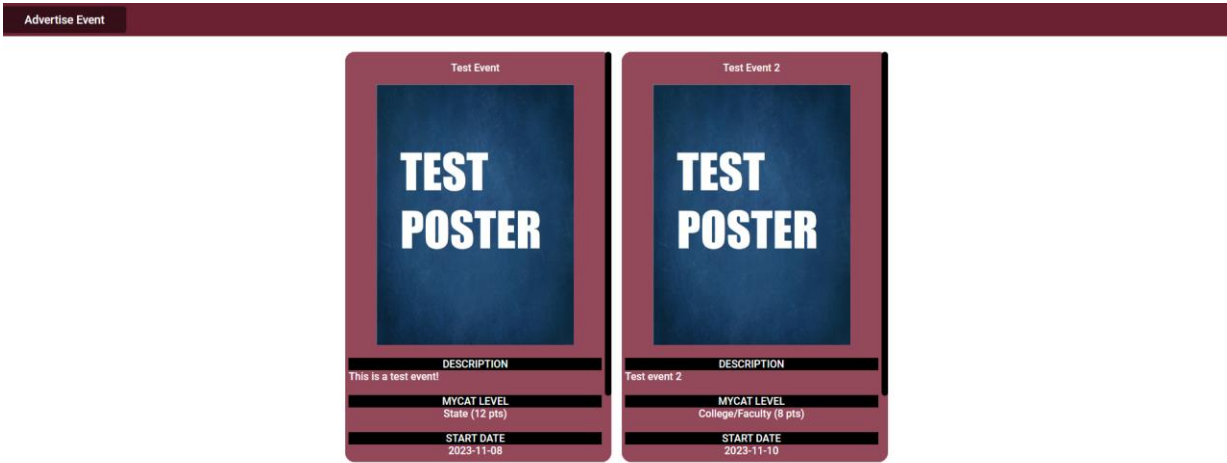 Advertise Event
Test Event
TEST
POSTER
DESCRIPTION
This is a test event!
MYCAT LEVEL
State (12 pts)
START DATE
2023-11-08
Test Event 2
TEST
POSTER
DESCRIPTION
Test event 2
MYCAT LEVEL
College/Faculty (8 pts)
START DATE
2023-11-10